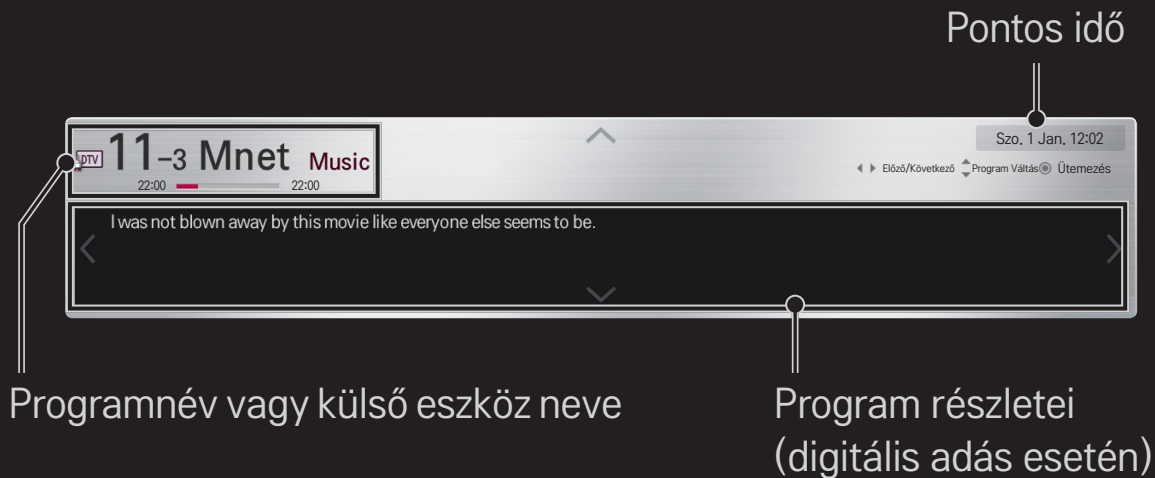 Pontos idő
DTV 11-3 Mnet Music
22:00 22:00
Szo. 1 Jan. 12:02
Előző/Következő Program Váltás Ütemezés
I was not blown away by this movie like everyone else seems to be.
Programnév vagy külső eszköz neve
Program részletei
(digitális adás esetén)